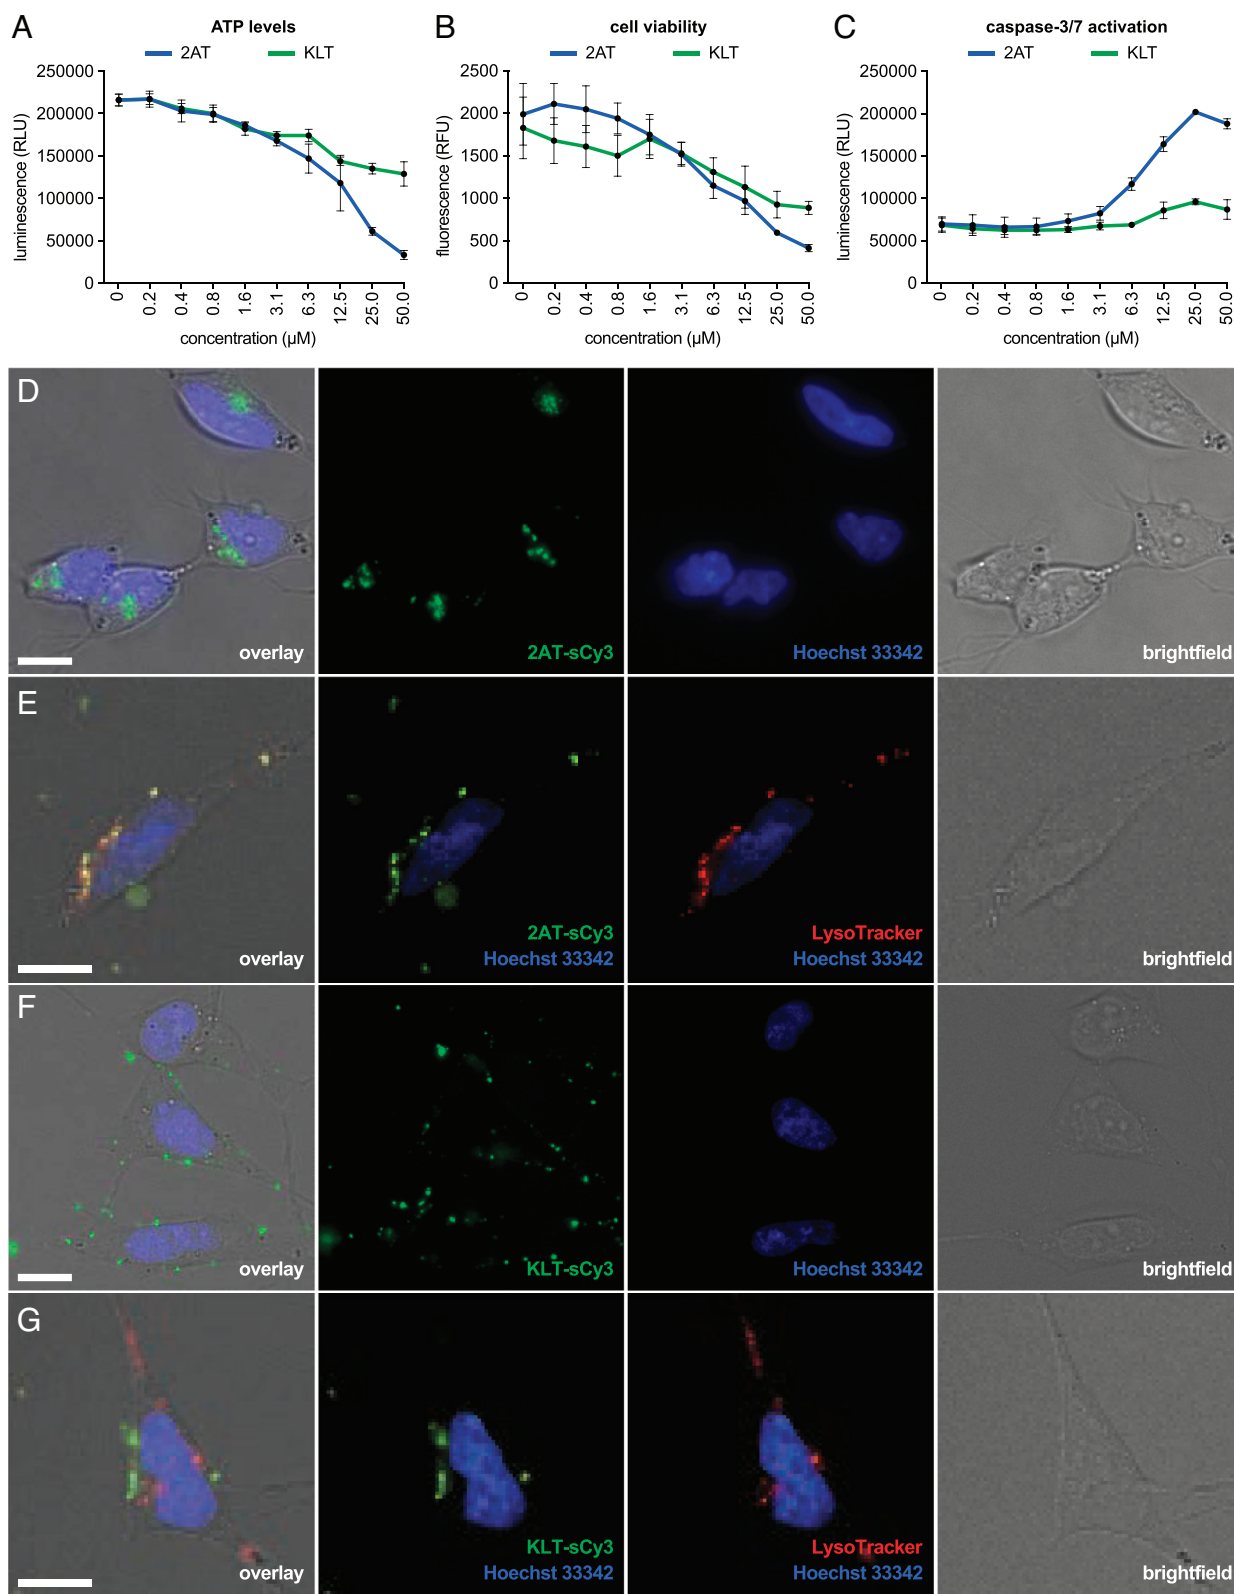 A
ATP levels
2AT
KLT
luminescence (RLU)
250000
200000
150000
100000
50000
0
0
0.2
0.4
0.8
1.6
3.1
6.3
12.5
25.0
50.0
concentration (µM)
B
cell viability
2AT
KLT
fluorescence (RFU)
2500
2000
1500
1000
500
0
0
0.2
0.4
0.8
1.6
3.1
6.3
12.5
25.0
50.0
concentration (µM)
C
caspase-3/7 activation
2AT
KLT
luminescence (RLU)
250000
200000
150000
100000
50000
0
0
0.2
0.4
0.8
1.6
3.1
6.3
12.5
25.0
50.0
concentration (µM)
D
overlay
2AT-sCy3
Hoechst 33342
brightfield
E
overlay
2AT-sCy3
Hoechst 33342
LysoTracker
Hoechst 33342
brightfield
F
overlay
KLT-sCy3
Hoechst 33342
brightfield
G
overlay
KLT-sCy3
Hoechst 33342
LysoTracker
Hoechst 33342
brightfield